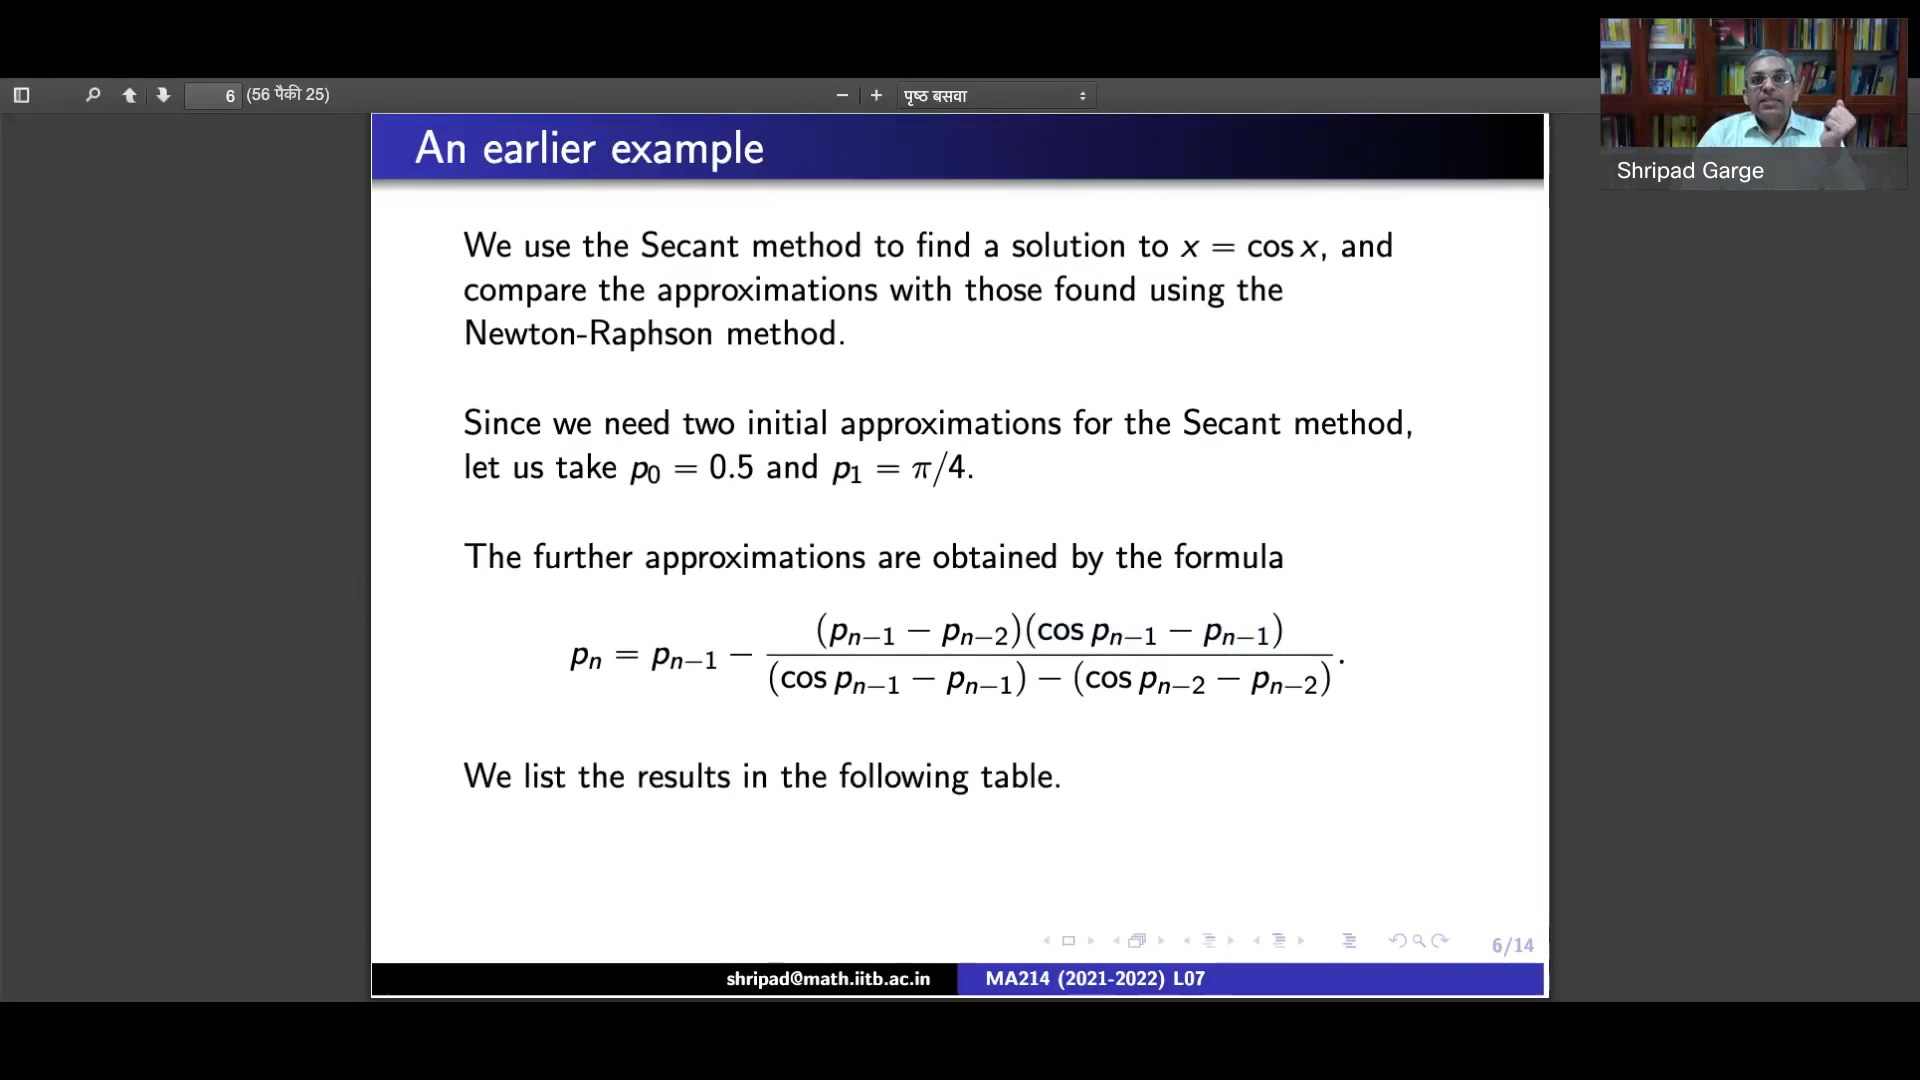 6 (56 पैकी 25)
− + पृष्ठ बसवा
Shripad Garge
An earlier example
We use the Secant method to find a solution to x = cos x, and
compare the approximations with those found using the
Newton-Raphson method.
Since we need two initial approximations for the Secant method,
let us take p₀ = 0.5 and p₁ = π/4.
The further approximations are obtained by the formula
pₙ = pₙ₋₁ − (pₙ₋₁ − pₙ₋₂)(cos pₙ₋₁ − pₙ₋₁) / (cos pₙ₋₁ − pₙ₋₁) − (cos pₙ₋₂ − pₙ₋₂) .
We list the results in the following table.
6/14
shripad@math.iitb.ac.in MA214 (2021-2022) L07